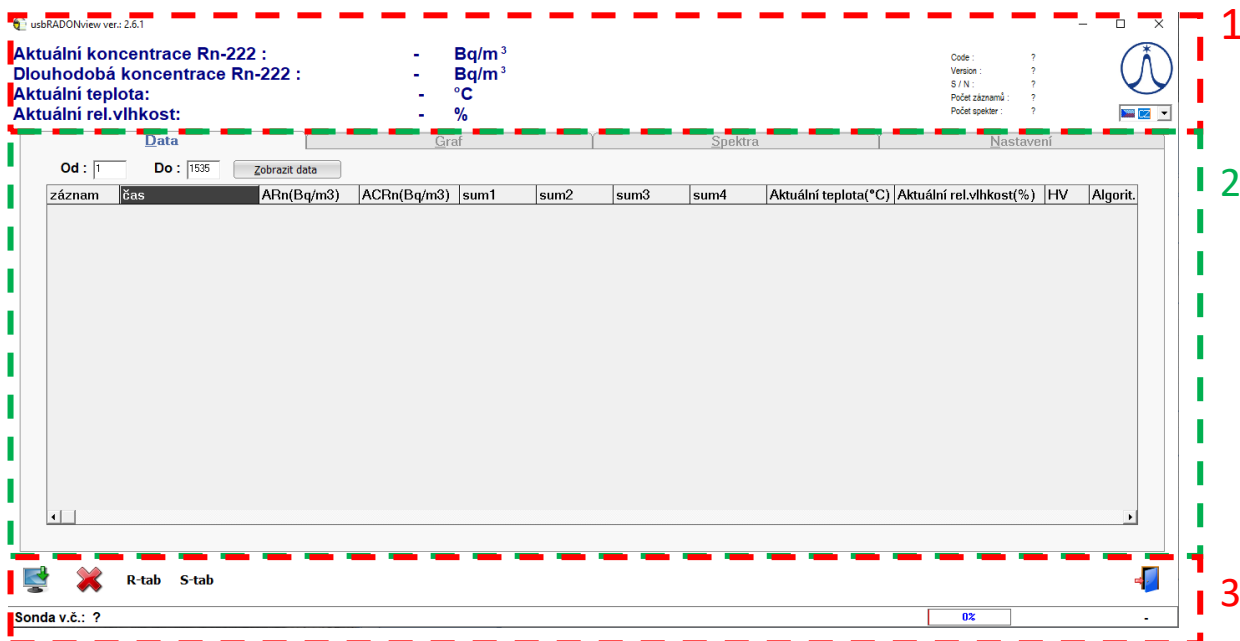 usbRADONview ver.: 2.6.1
1
Aktuální koncentrace Rn-222 : - Bq/m³
Dlouhodobá koncentrace Rn-222 : - Bq/m³
Aktuální teplota: - °C
Aktuální rel.vlhkost: - %
Code : ?
Version : ?
S / N : ?
Počet záznamů : ?
Počet spekter : ?
CZ
Data Graf Spektra Nastavení
2
Od : 1 Do : 1535 Zobrazit data
záznam čas ARn(Bq/m3) ACRn(Bq/m3) sum1 sum2 sum3 sum4 Aktuální teplota(°C) Aktuální rel.vlhkost(%) HV Algorit.
R-tab S-tab
3
Sonda v.č.: ? 0% -